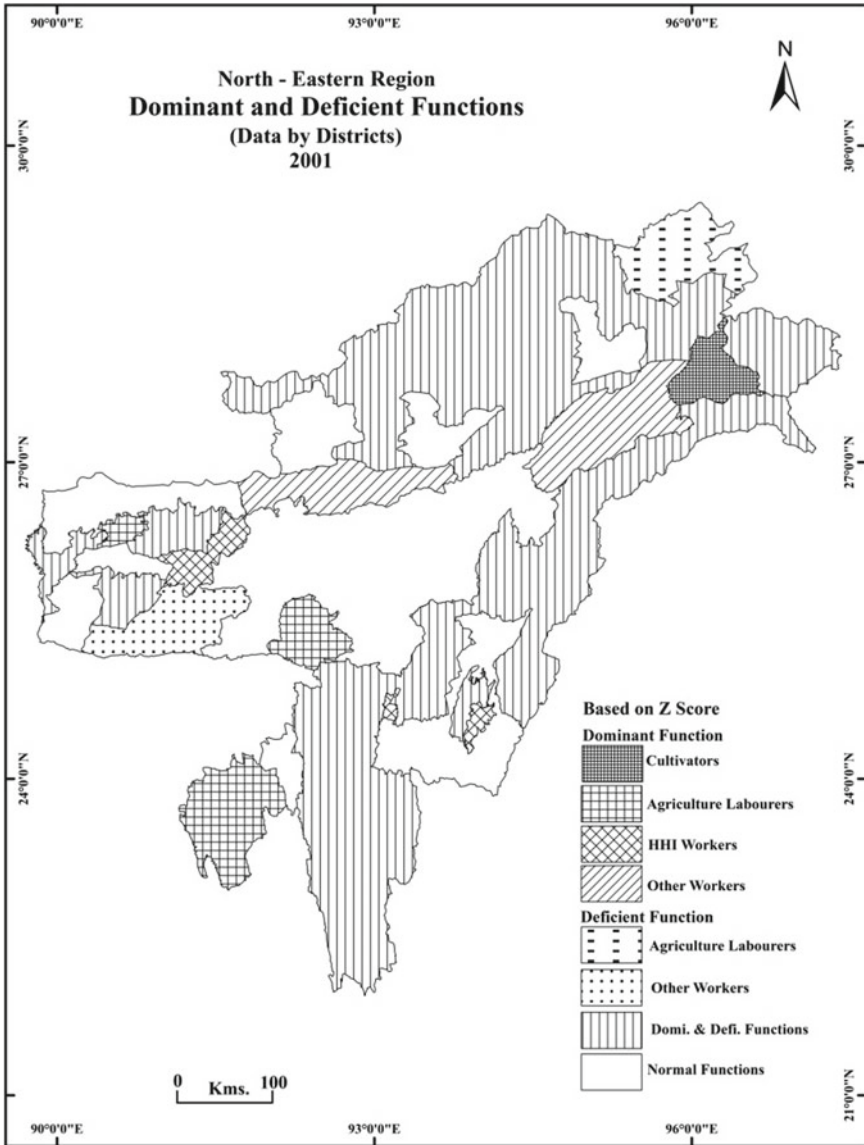 90°0'0"E 93°0'0"E 96°0'0"E
N
North - Eastern Region
Dominant and Deficient Functions
(Data by Districts)
2001
30°0'0"N 30°0'0"N
27°0'0"N 27°0'0"N
24°0'0"N 24°0'0"N
21°0'0"N
Based on Z Score
Dominant Function
Cultivators
Agriculture Labourers
HHI Workers
Other Workers
Deficient Function
Agriculture Labourers
Other Workers
Domi. & Defi. Functions
Normal Functions
0 100
Kms.
90°0'0"E 93°0'0"E 96°0'0"E